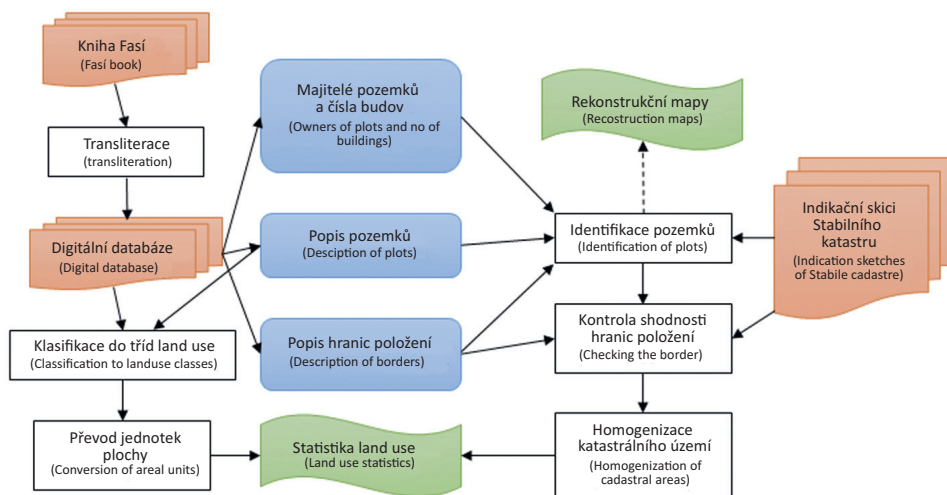 Kniha Fasí
(Fasí book)
Transliterace
(transliteration)
Digitální databáze
(Digital database)
Klasifikace do tříd land use
(Classification to landuse classes)
Převod jednotek
plochy
(Conversion of areal units)
Majitelé pozemků
a čísla budov
(Owners of plots and no of
buildings)
Popis pozemků
(Desciption of plots)
Popis hranic položení
(Description of borders)
Statistika land use
(Land use statistics)
Rekonstrukční mapy
(Recostruction maps)
Identifikace pozemků
(Identification of plots)
Kontrola shodnosti
hranic položení
(Checking the border)
Homogenizace
katastrálního území
(Homogenization of
cadastral areas)
Indikační skici
Stabilního
katastru
(Indication sketches
of Stabile cadastre)